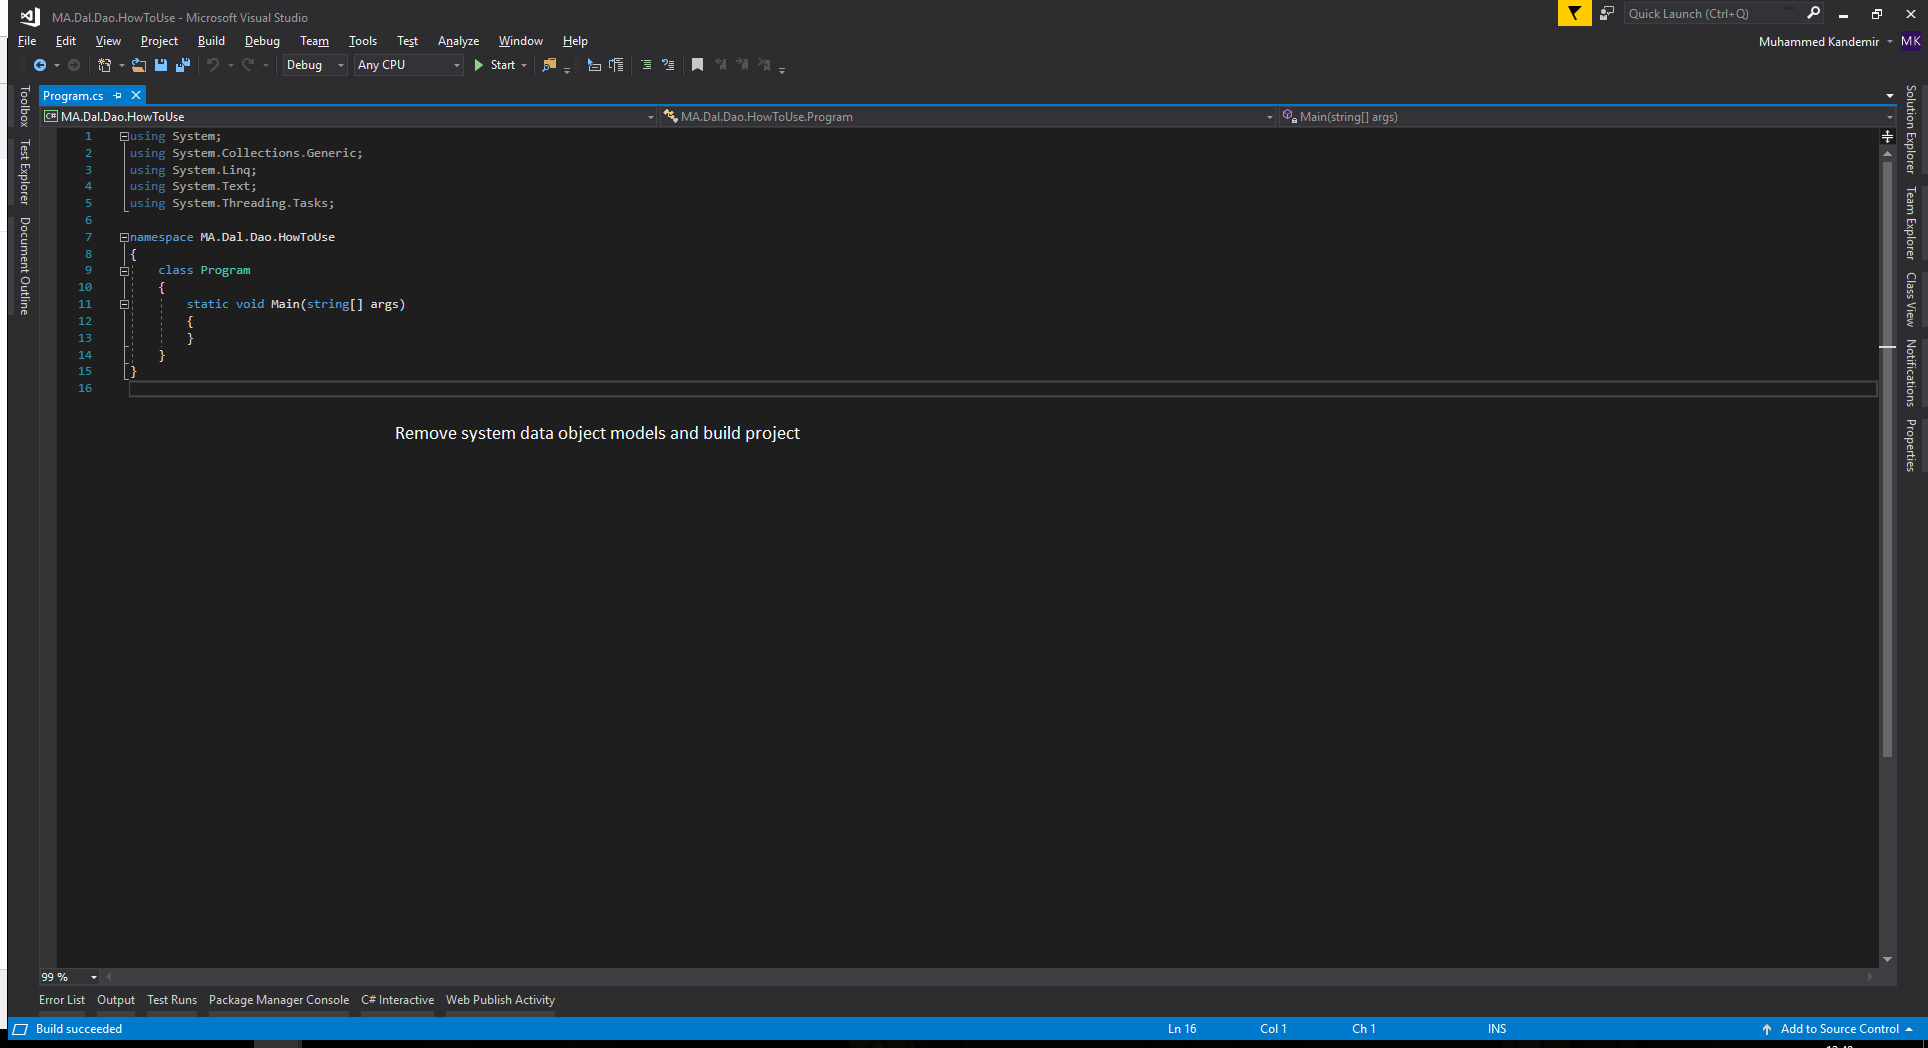 MA.Dal.Dao.HowToUse - Microsoft Visual Studio
Quick Launch (Ctrl+Q)
File Edit View Project Build Debug Team Tools Test Analyze Window Help
Muhammed Kandemir MK
Debug Any CPU Start
Toolbox
Test Explorer
Document Outline
Program.cs
C# MA.Dal.Dao.HowToUse MA.Dal.Dao.HowToUse.Program Main(string[] args)
1 using System;
2 using System.Collections.Generic;
3 using System.Linq;
4 using System.Text;
5 using System.Threading.Tasks;
6
7 namespace MA.Dal.Dao.HowToUse
8 {
9 class Program
10 {
11 static void Main(string[] args)
12 {
13 }
14 }
15 }
16
Remove system data object models and build project
Solution Explorer
Team Explorer
Class View
Notifications
Properties
99 %
Error List Output Test Runs Package Manager Console C# Interactive Web Publish Activity
Build succeeded Ln 16 Col 1 Ch 1 INS Add to Source Control